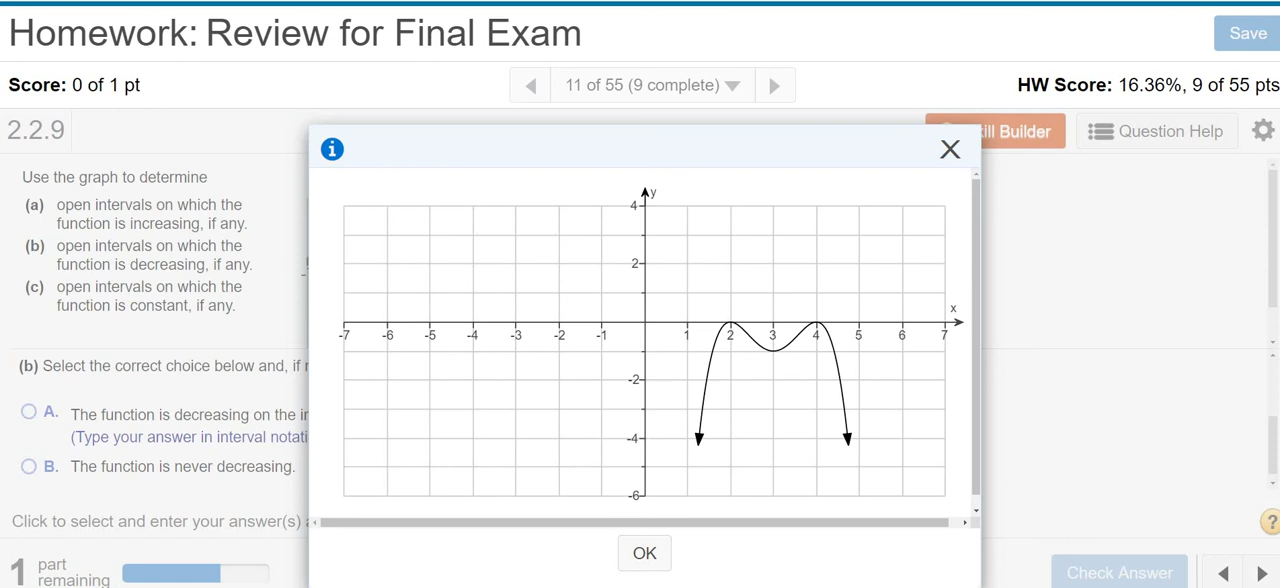 Homework: Review for Final Exam
Save
Score: 0 of 1 pt
11 of 55 (9 complete)
HW Score: 16.36%, 9 of 55 pts
2.2.9
ill Builder
Question Help
Use the graph to determine
(a) open intervals on which the
function is increasing, if any.
(b) open intervals on which the
function is decreasing, if any.
(c) open intervals on which the
function is constant, if any.
y
4
2
x
-7 -6 -5 -4 -3 -2 -1 1 2 3 4 5 6 7
-2
-4
-6
(b) Select the correct choice below and, if
A. The function is decreasing on the
(Type your answer in interval
B. The function is never decreasing.
Click to select and enter your answer(s)
OK
1 part
remaining
Check Answer
?